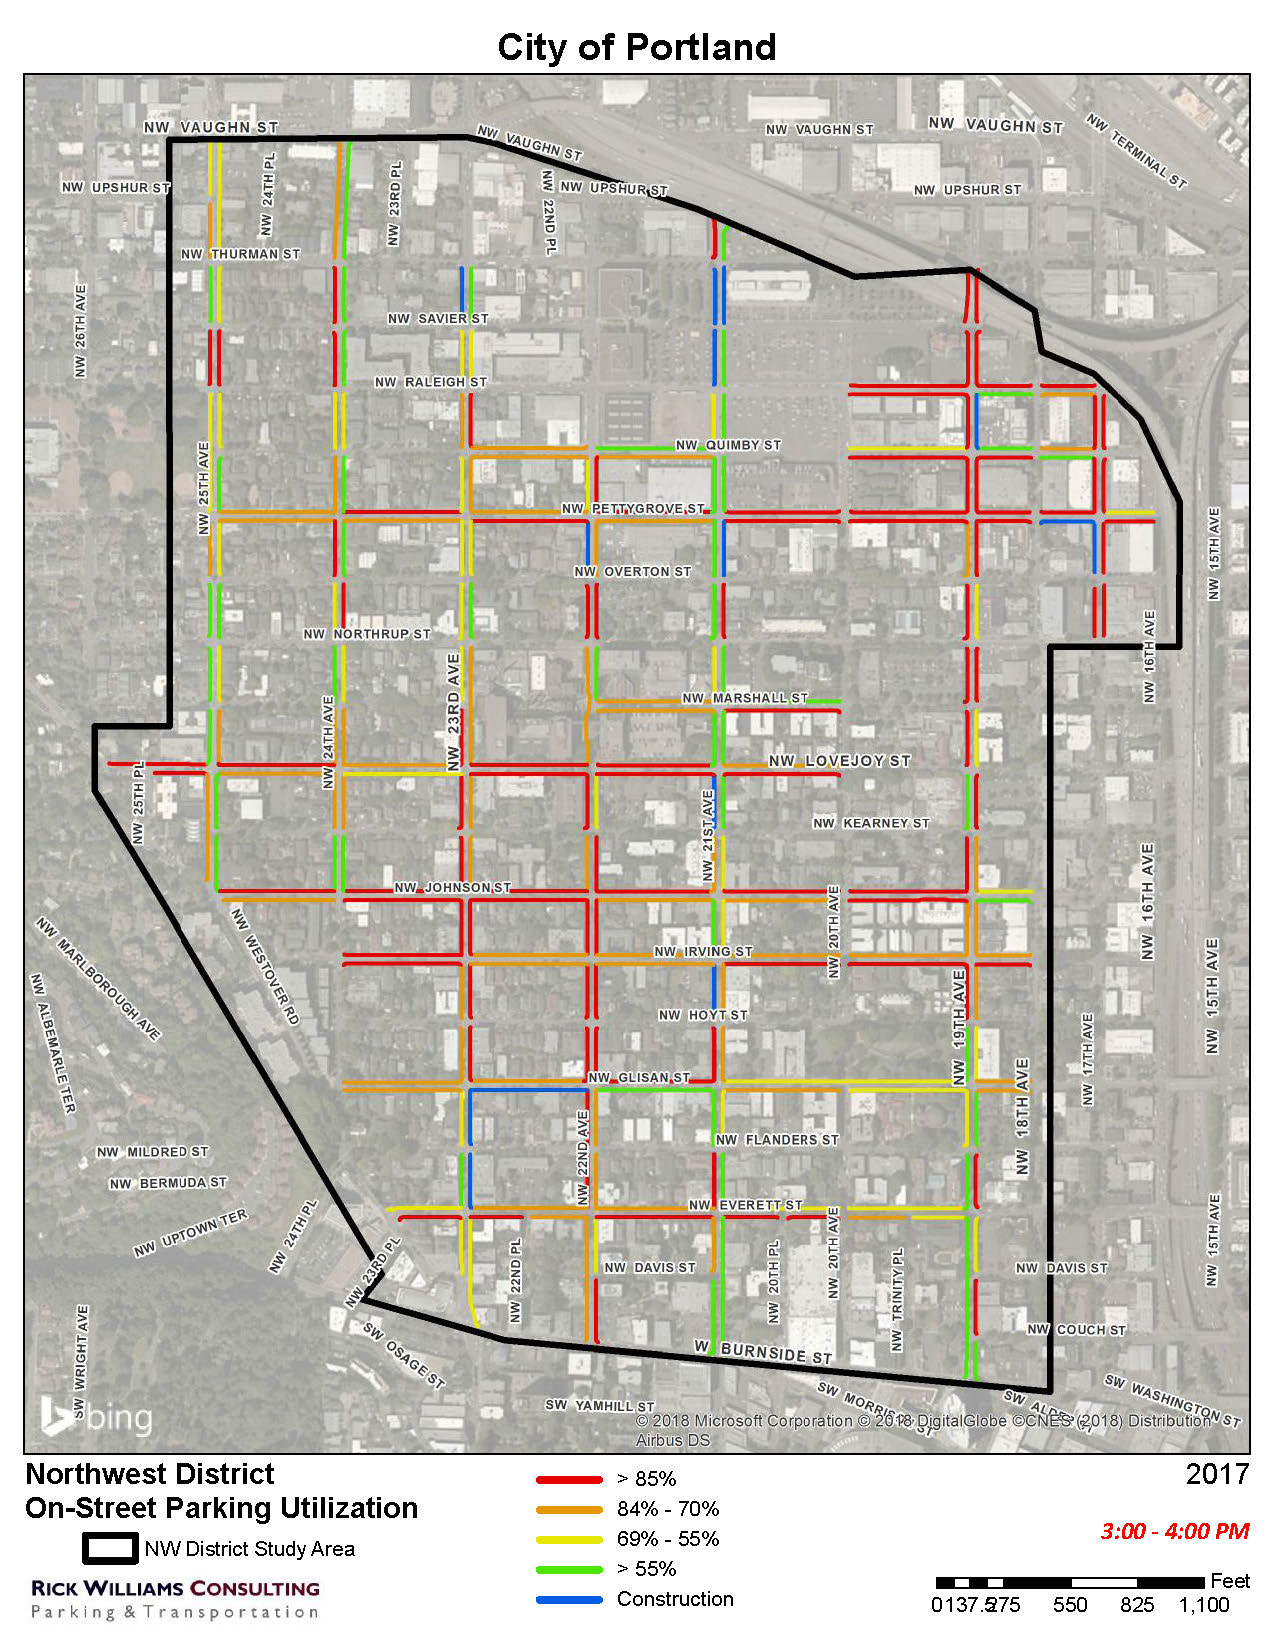 City of Portland
NW VAUGHN ST
NW VAUGHN ST
NW VAUGHN ST
NW VAUGHN ST
NW TERMINAL ST
NW UPSHUR ST
NW 24TH PL
NW 23RD PL
NW 22ND PL
NW UPSHUR ST
NW UPSHUR ST
NW THURMAN ST
NW 26TH AVE
NW SAVIER ST
NW RALEIGH ST
NW QUIMBY ST
NW 25TH AVE
NW PETTYGROVE ST
NW 15TH AVE
NW OVERTON ST
NW NORTHRUP ST
NW 16TH AVE
NW 23RD AVE
NW 24TH AVE
NW MARSHALL ST
NW LOVEJOY ST
NW 25TH PL
NW 21ST AVE
NW KEARNEY ST
NW JOHNSON ST
NW 20TH AVE
NW 16TH AVE
NW WESTOVER RD
NW MARLBOROUGH AVE
NW IRVING ST
NW ALBEMARLE TER
NW HOYT ST
NW 19TH AVE
NW 15TH AVE
NW 17TH AVE
NW GLISAN ST
NW 18TH AVE
NW 22ND AVE
NW FLANDERS ST
NW MILDRED ST
NW BERMUDA ST
NW UPTOWN TER
NW 24TH PL
NW EVERETT ST
NW 23RD PL
NW 22ND PL
NW DAVIS ST
NW 20TH PL
NW 20TH AVE
NW TRINITY PL
NW DAVIS ST
NW 15TH AVE
SW WRIGHT AVE
SW OSAGE ST
NW COUCH ST
W BURNSIDE ST
SW YAMHILL ST
SW MORRIS ST
SW ALDER ST
SW WASHINGTON ST
bing
© 2018 Microsoft Corporation © 2018 DigitalGlobe ©CNES (2018) Distribution
Airbus DS
Northwest District
On-Street Parking Utilization
NW District Study Area
RICK WILLIAMS CONSULTING
Parking & Transportation
> 85%
84% - 70%
69% - 55%
> 55%
Construction
2017
3:00 - 4:00 PM
Feet
0 137.5 275 550 825 1,100